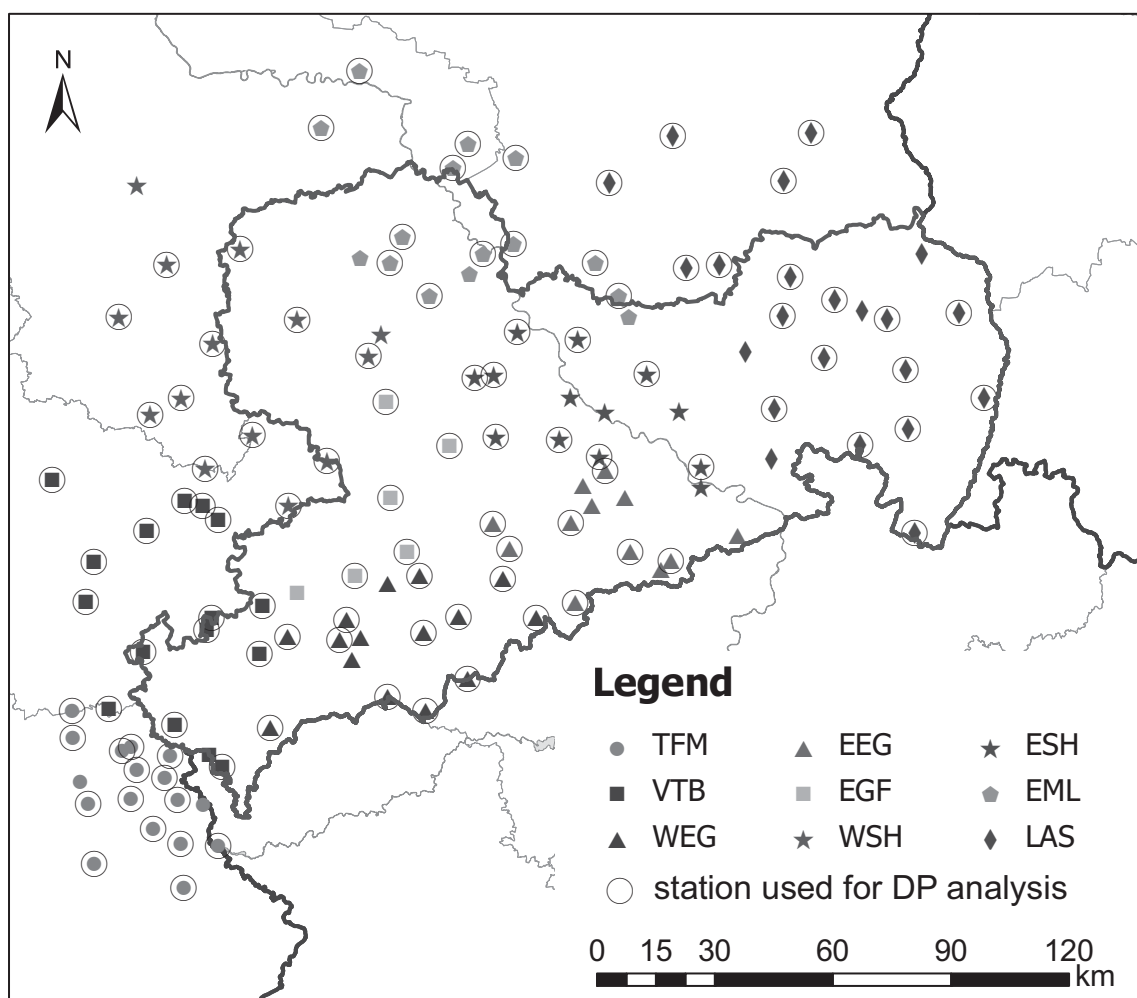 N
Legend
TFM EEG ESH
VTB EGF EML
WEG WSH LAS
station used for DP analysis
0 15 30 60 90 120
km